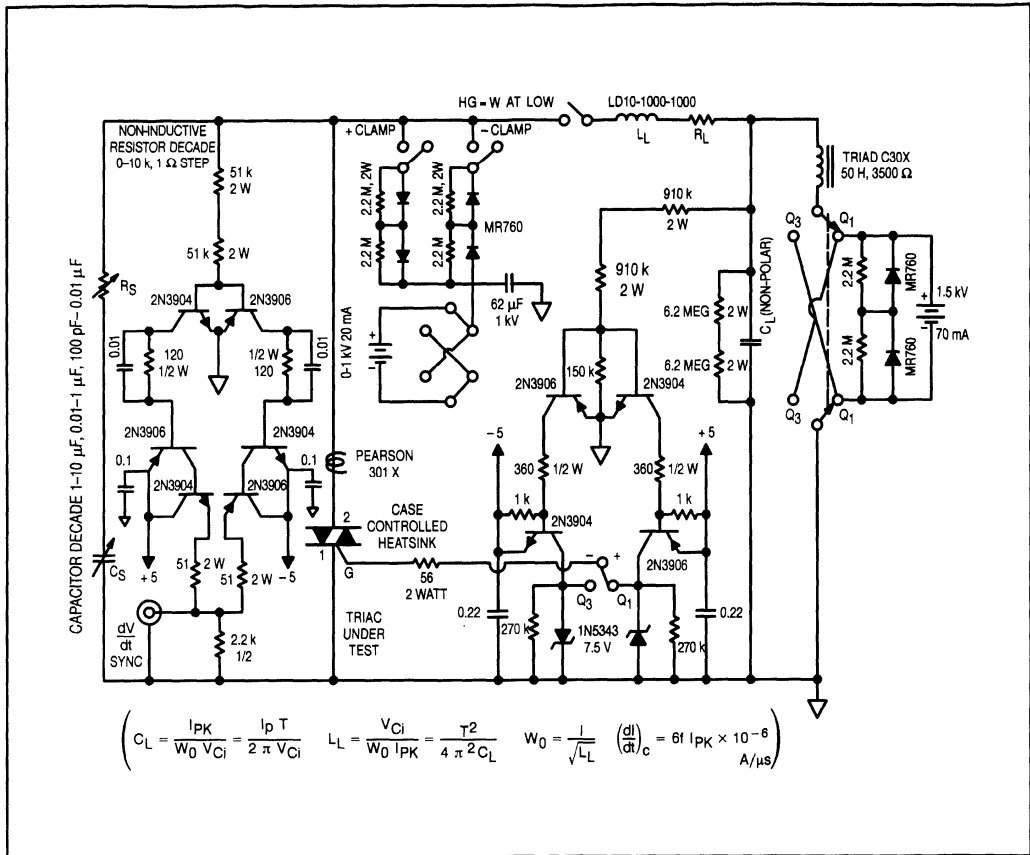 HG = W AT LOW
LD10-1000-1000
+ CLAMP
– CLAMP
L_L
R_L
NON-INDUCTIVE
RESISTOR DECADE
0–10 k, 1 Ω STEP
51 k
2 W
51 k
2 W
2.2 M, 2W
2.2 M
2.2 M, 2W
2.2 M
MR760
910 k
2 W
910 k
2 W
TRIAD C30X
50 H, 3500 Ω
Q3
Q1
2.2 M
2.2 M
MR760
MR760
1.5 kV
70 mA
+
–
Q3
Q1
CAPACITOR DECADE 1–10 µF, 0.01–1 µF, 100 pF– 0.01 µF
R_S
C_S
2N3904
2N3906
0.01
120
1/2 W
1/2 W
120
0.01
62 µF
1 kV
0-1 kV 20 mA
+
–
6.2 MEG
2 W
6.2 MEG
2 W
C_L (NON-POLAR)
150 k
2N3906
2N3904
2N3906
2N3904
0.1
0.1
2N3904
2N3906
+ 5
– 5
51
2 W
51
2 W
dV
dt
SYNC
2.2 k
1/2
PEARSON
301 X
CASE
CONTROLLED
HEATSINK
2
1
G
56
2 WATT
TRIAC
UNDER
TEST
– 5
+ 5
360
1/2 W
360
1/2 W
1 k
1 k
2N3904
2N3906
–
+
Q3
Q1
0.22
270 k
1N5343
7.5 V
270 k
0.22
( C_L = I_PK / W_0 V_Ci = I_p T / 2 π V_Ci L_L = V_Ci / W_0 I_PK = T² / 4 π² C_L W_0 = I / √L_L (dI/dt)_c = 6f I_PK × 10⁻⁶
A/µs )